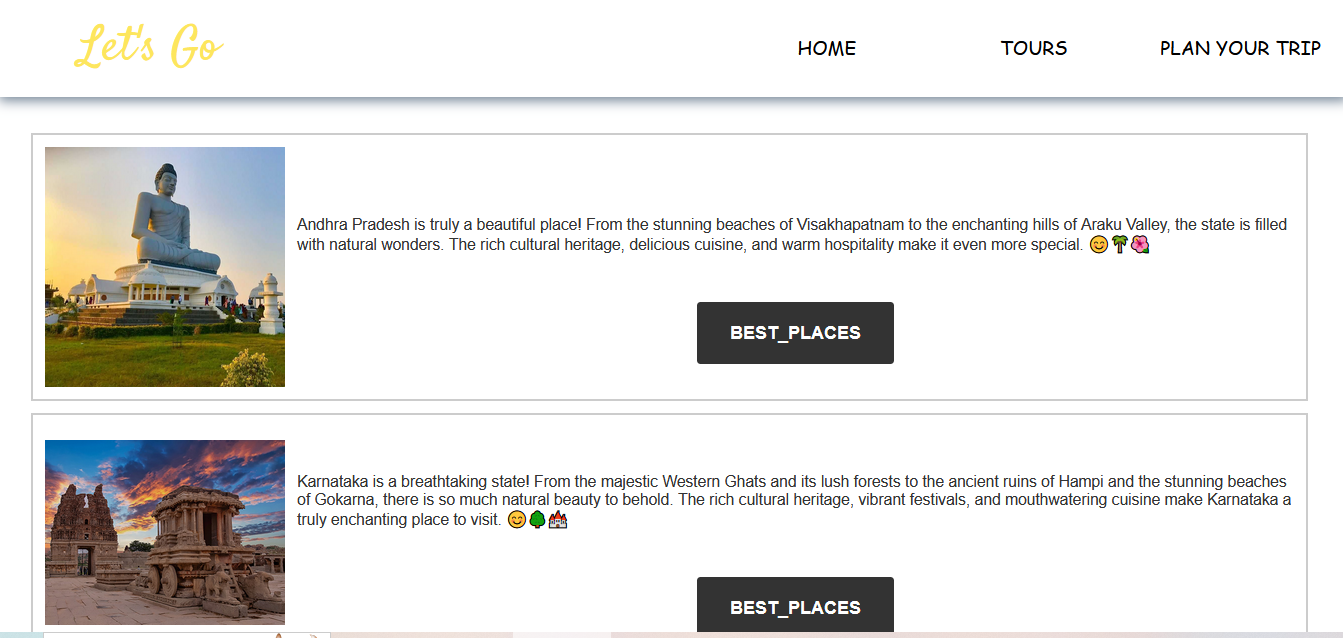 Let's Go
HOME
TOURS
PLAN YOUR TRIP
Andhra Pradesh is truly a beautiful place! From the stunning beaches of Visakhapatnam to the enchanting hills of Araku Valley, the state is filled
with natural wonders. The rich cultural heritage, delicious cuisine, and warm hospitality make it even more special. 😊🌴🌺
BEST_PLACES
Karnataka is a breathtaking state! From the majestic Western Ghats and its lush forests to the ancient ruins of Hampi and the stunning beaches
of Gokarna, there is so much natural beauty to behold. The rich cultural heritage, vibrant festivals, and mouthwatering cuisine make Karnataka a
truly enchanting place to visit. 😊🌳🏰
BEST_PLACES